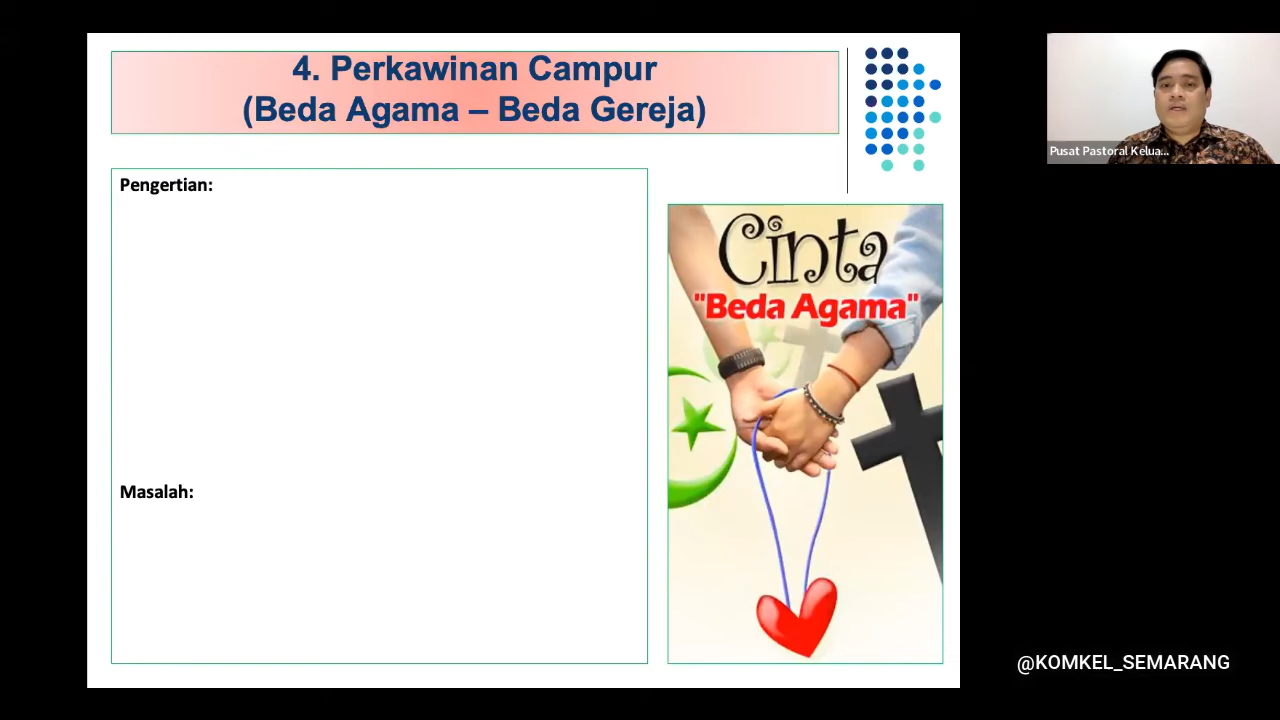 4. Perkawinan Campur
(Beda Agama – Beda Gereja)
Pengertian:
Masalah:
Cinta
"Beda Agama"
Pusat Pastoral Kelua...
@KOMKEL_SEMARANG